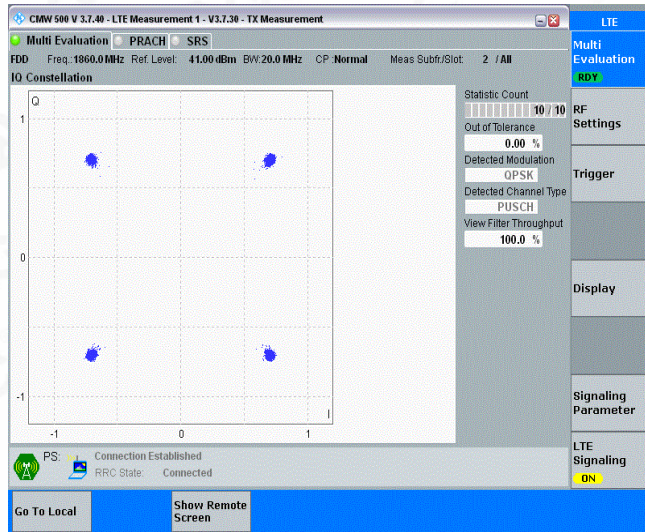 CMW 500 V 3.7.40 - LTE Measurement 1 - V3.7.30 - TX Measurement
LTE
Multi Evaluation PRACH SRS
Multi
Evaluation
RDY
FDD Freq.:1860.0 MHz Ref. Level: 41.00 dBm BW:20.0 MHz CP :Normal Meas Subfr./Slot: 2 / All
IQ Constellation
Statistic Count
10 / 10
Out of Tolerance
0.00 %
Detected Modulation
QPSK
Detected Channel Type
PUSCH
View Filter Throughput
100.0 %
RF
Settings
Trigger
Display
Signaling
Parameter
LTE
Signaling
ON
Q
1
0
-1
I
-1 0 1
PS: Connection Established
RRC State: Connected
Go To Local
Show Remote
Screen